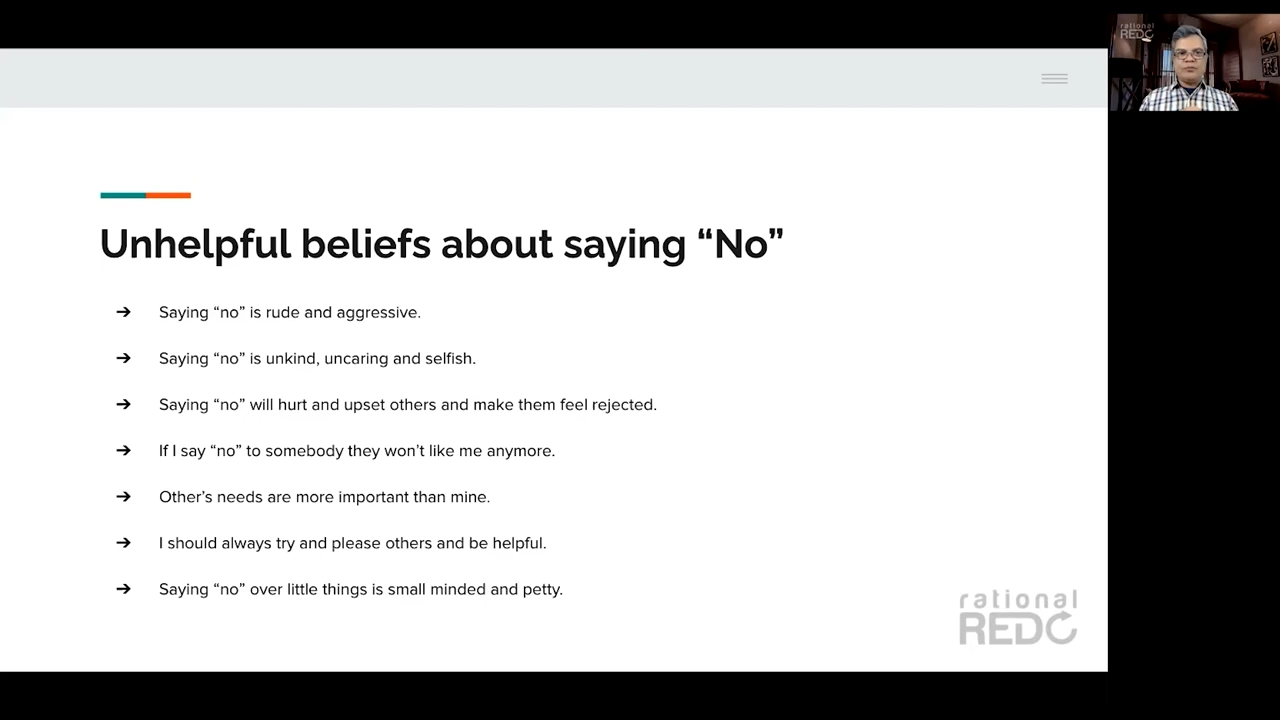 rational
REDO
Unhelpful beliefs about saying “No”
➔ Saying “no” is rude and aggressive.
➔ Saying “no” is unkind, uncaring and selfish.
➔ Saying “no” will hurt and upset others and make them feel rejected.
➔ If I say “no” to somebody they won’t like me anymore.
➔ Other’s needs are more important than mine.
➔ I should always try and please others and be helpful.
➔ Saying “no” over little things is small minded and petty.
rational
REDO